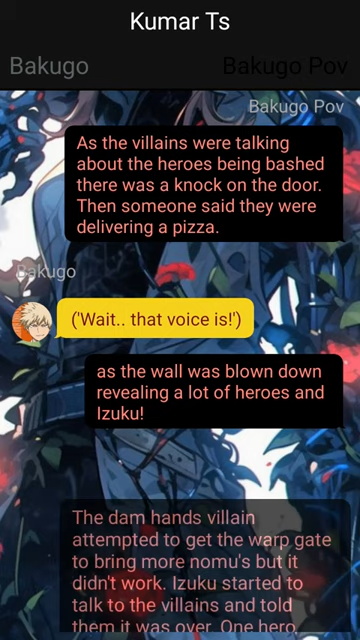 Kumar Ts
Bakugo
Bakugo Pov
Bakugo Pov
As the villains were talking
about the heroes being bashed
there was a knock on the door.
Then someone said they were
delivering a pizza.
Bakugo
('Wait.. that voice is!')
as the wall was blown down
revealing a lot of heroes and
Izuku!
The dam hands villain
attempted to get the warp gate
to bring more nomu's but it
didn't work. Izuku started to
talk to the villains and told
them it was over. One hero